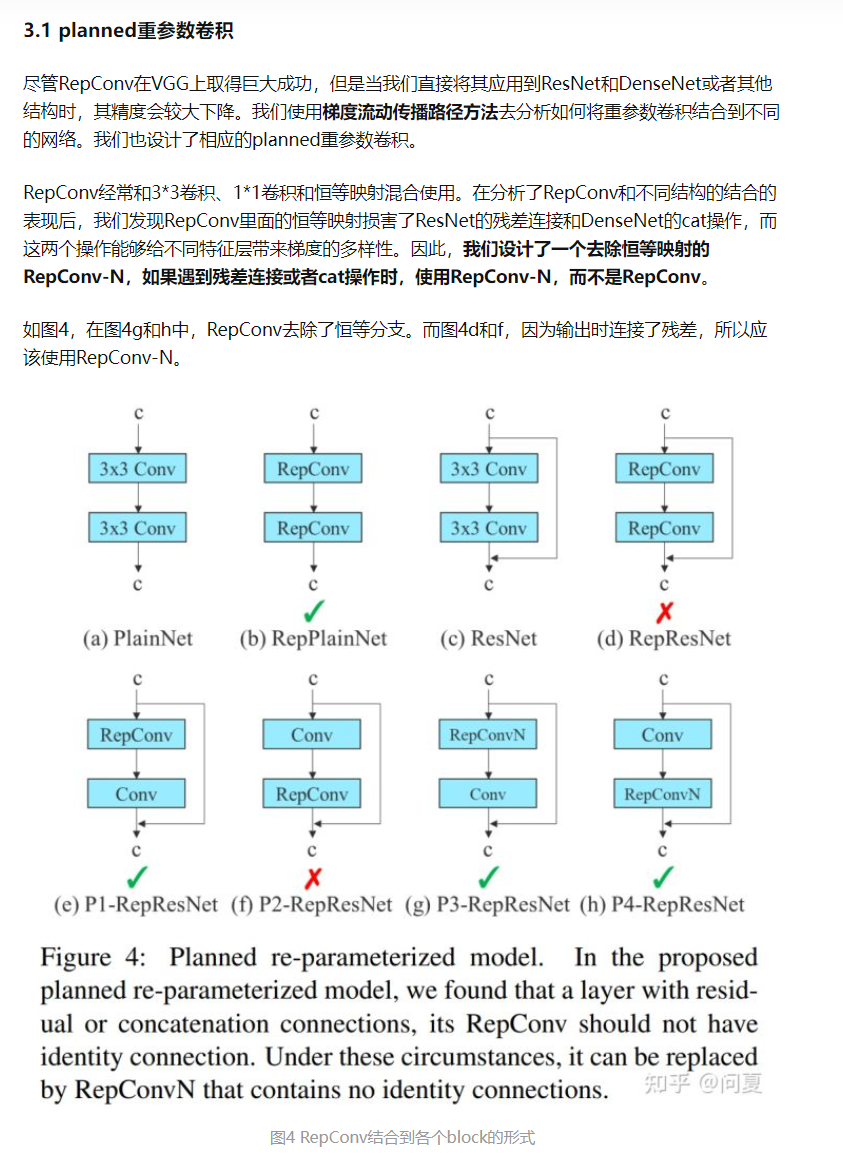 3.1 planned重参数卷积
尽管RepConv在VGG上取得巨大成功，但是当我们直接将其应用到ResNet和DenseNet或者其他
结构时，其精度会较大下降。我们使用梯度流动传播路径方法去分析如何将重参数卷积结合到不同
的网络。我们也设计了相应的planned重参数卷积。
RepConv经常和3*3卷积、1*1卷积和恒等映射混合使用。在分析了RepConv和不同结构的结合的
表现后，我们发现RepConv里面的恒等映射损害了ResNet的残差连接和DenseNet的cat操作，而
这两个操作能够给不同特征层带来梯度的多样性。因此，我们设计了一个去除恒等映射的
RepConv-N，如果遇到残差连接或者cat操作时，使用RepConv-N，而不是RepConv。
如图4，在图4g和h中，RepConv去除了恒等分支。而图4d和f，因为输出时连接了残差，所以应
该使用RepConv-N。
c c c c
3x3 Conv RepConv 3x3 Conv RepConv
3x3 Conv RepConv 3x3 Conv RepConv
c c c c
(a) PlainNet (b) RepPlainNet (c) ResNet (d) RepResNet
c c c c
RepConv Conv RepConvN Conv
Conv RepConv Conv RepConvN
c c c c
(e) P1-RepResNet (f) P2-RepResNet (g) P3-RepResNet (h) P4-RepResNet
Figure 4: Planned re-parameterized model. In the proposed
planned re-parameterized model, we found that a layer with resid-
ual or concatenation connections, its RepConv should not have
identity connection. Under these circumstances, it can be replaced
by RepConvN that contains no identity connections.
知乎 @问夏
图4 RepConv结合到各个block的形式